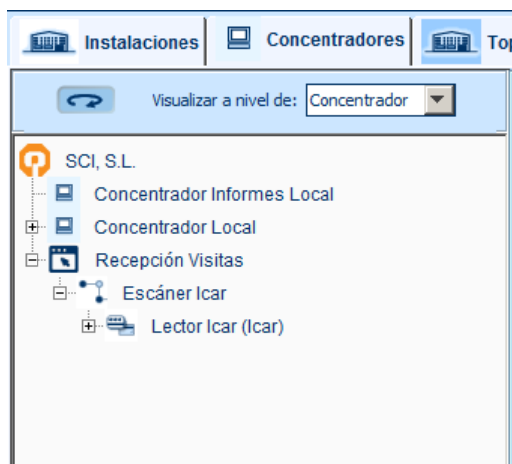 Instalaciones Concentradores Top
Visualizar a nivel de: Concentrador
SCI, S.L.
Concentrador Informes Local
Concentrador Local
Recepción Visitas
Escáner Icar
Lector Icar (Icar)